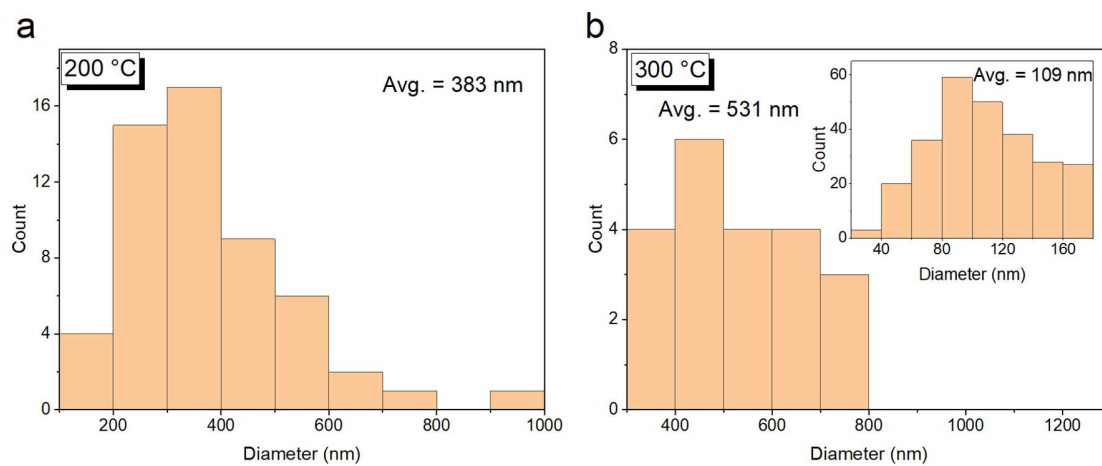 a
200 °C
Avg. = 383 nm
16
12
8
4
0
Count
200
400
600
800
1000
Diameter (nm)
b
300 °C
Avg. = 531 nm
8
6
4
2
0
Count
400
600
800
1000
1200
Diameter (nm)
Avg. = 109 nm
60
40
20
0
Count
40
80
120
160
Diameter (nm)